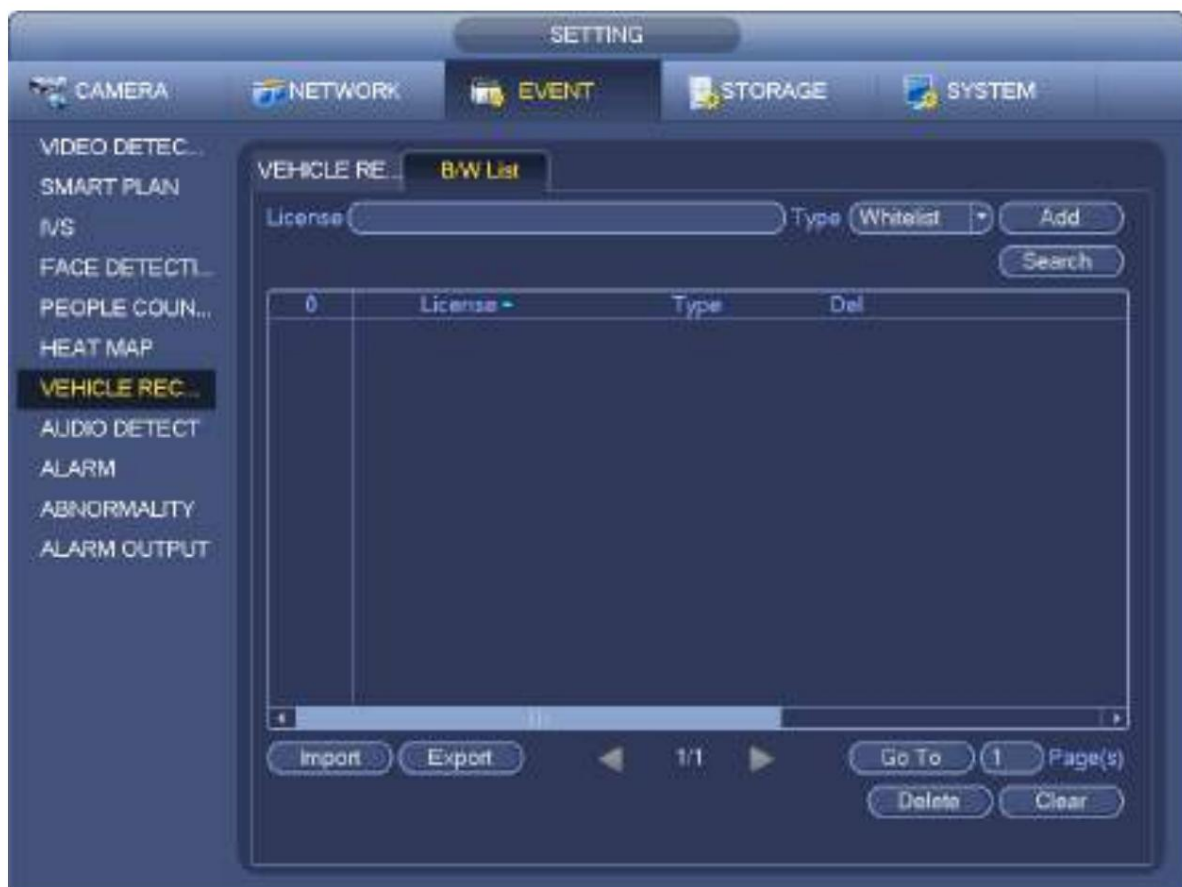 SETTING
CAMERA NETWORK EVENT STORAGE SYSTEM
VIDEO DETEC...
SMART PLAN
IVS
FACE DETECTI...
PEOPLE COUN...
HEAT MAP
VEHICLE REC...
AUDIO DETECT
ALARM
ABNORMALITY
ALARM OUTPUT
VEHICLE RE... B/W List
License Type Whitelist Add
Search
0 License Type Del
Import Export 1/1 Go To 1 Page(s)
Delete Clear